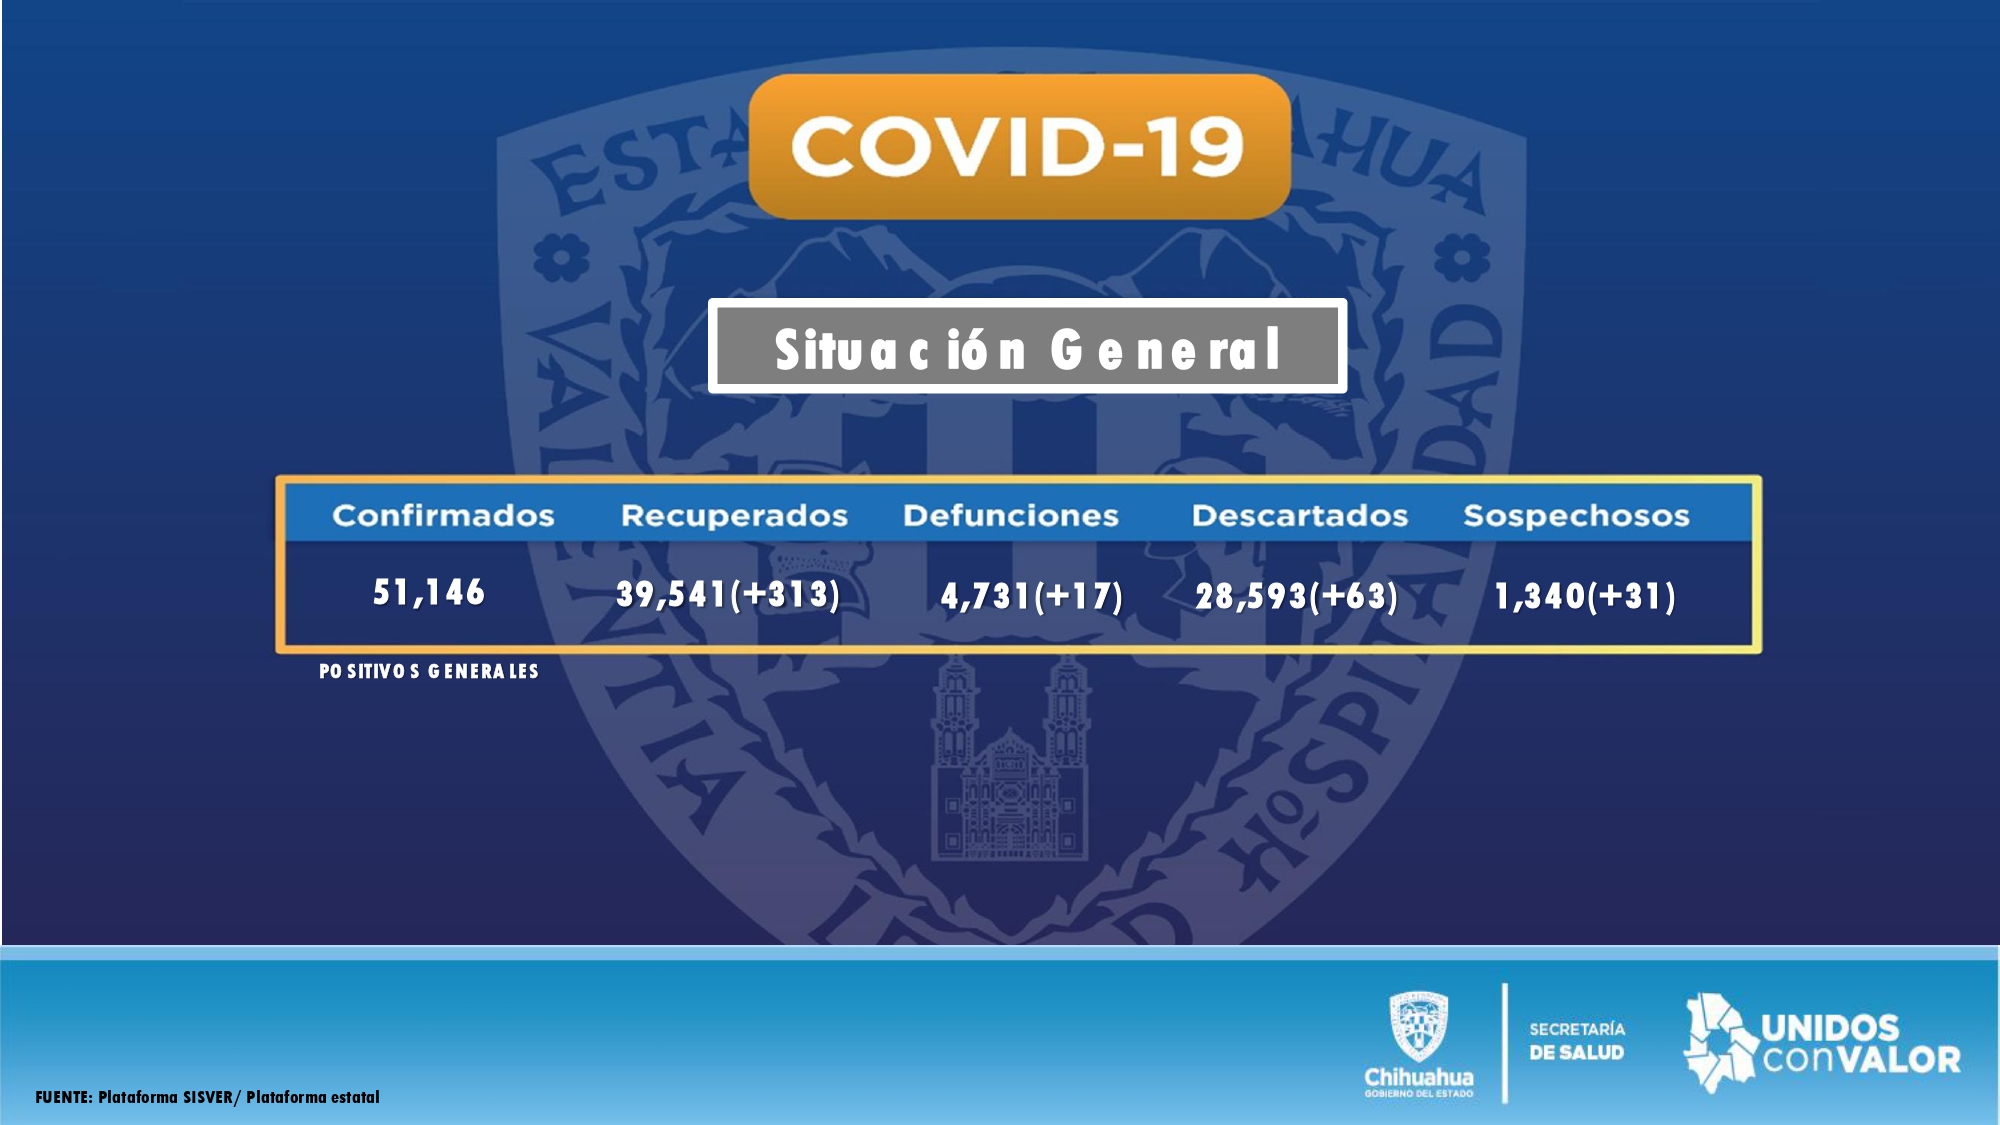 COVID-19
Situación General
Confirmados Recuperados Defunciones Descartados Sospechosos
51,146 39,541(+313) 4,731(+17) 28,593(+63) 1,340(+31)
POSITIVOS GENERALES
SECRETARÍA
DE SALUD
UNIDOS
conVALOR
Chihuahua
GOBIERNO DEL ESTADO
FUENTE: Plataforma SISVER/ Plataforma estatal